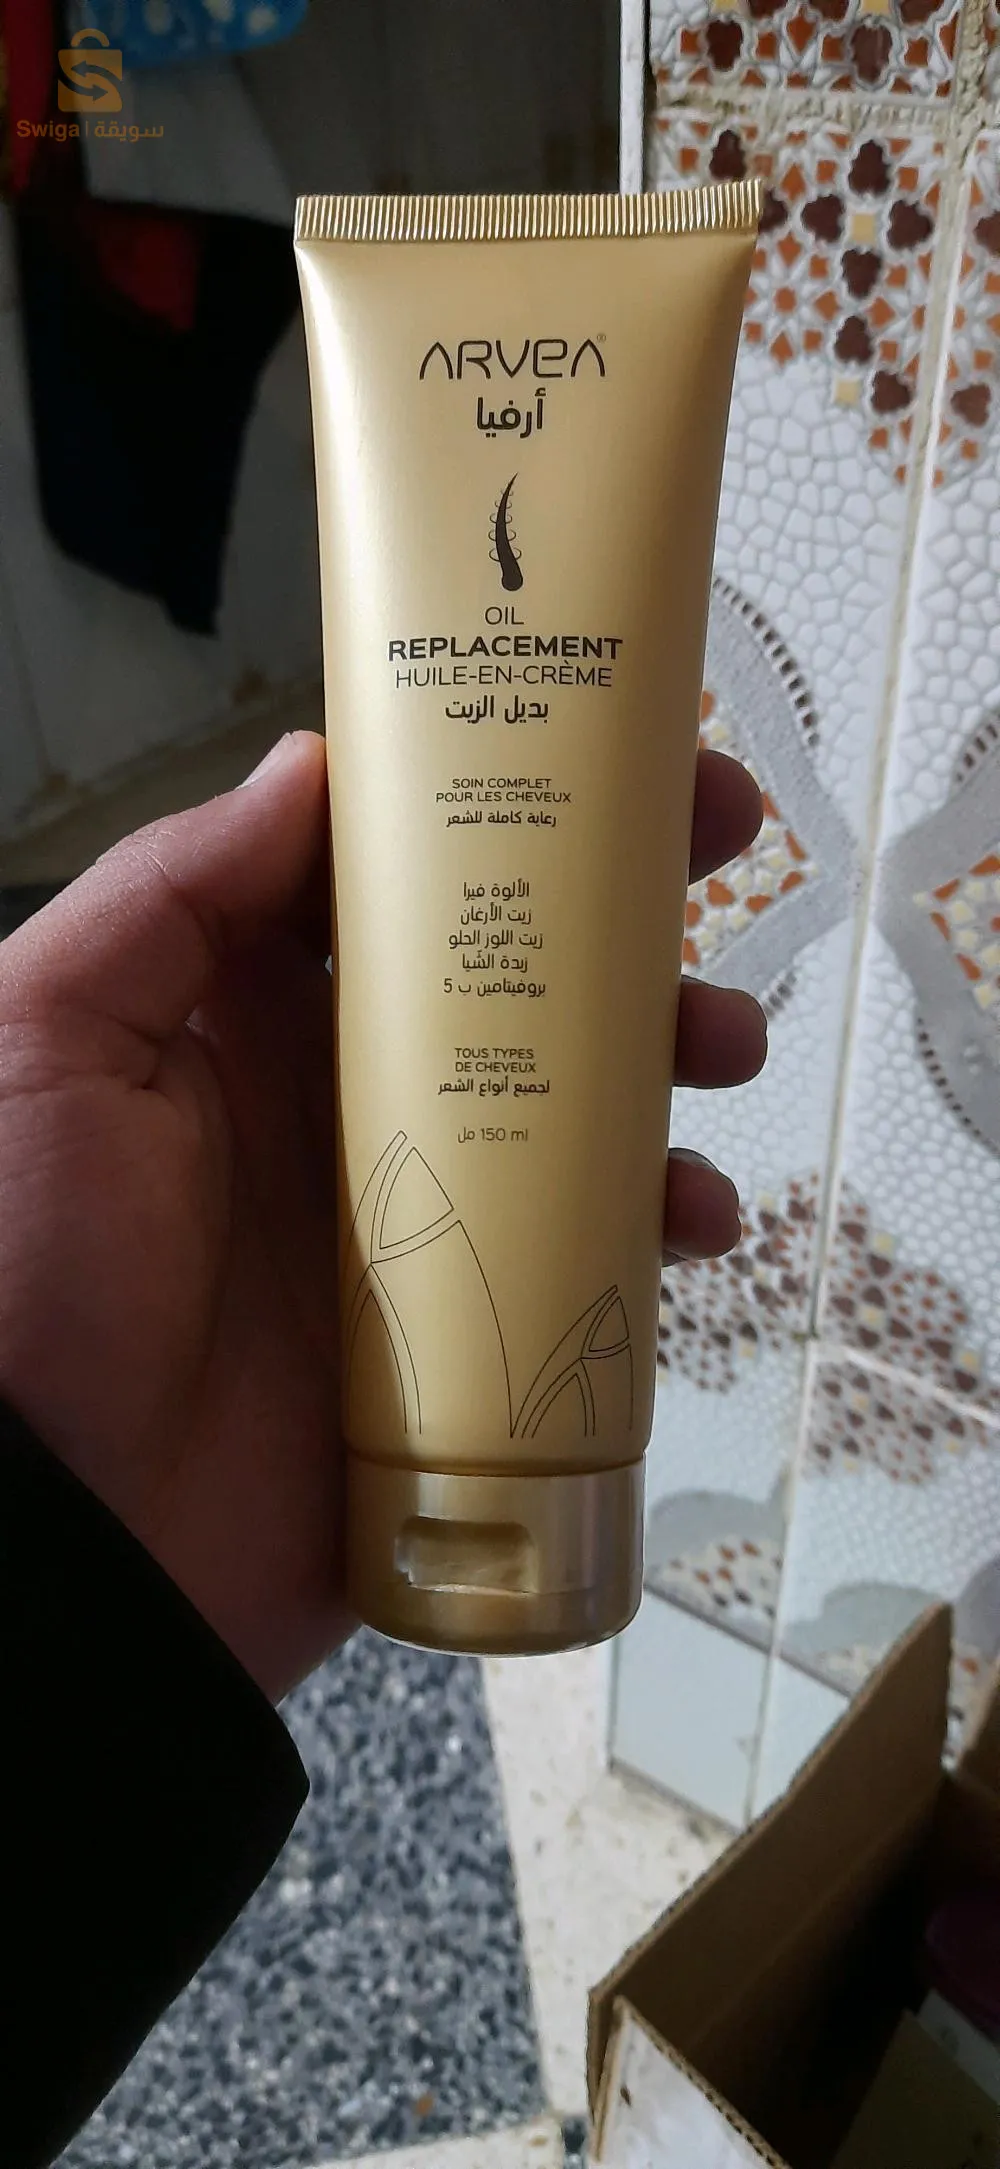 Swiga | سويقة
ARVEA®
أرفيا
OIL
REPLACEMENT
HUILE-EN-CRÈME
بديل الزيت
SOIN COMPLET
POUR LES CHEVEUX
رعاية كاملة للشعر
الألوة فيرا
زيت الأرغان
زيت اللوز الحلو
زبدة الشّيا
بروفيتامين ب 5
TOUS TYPES
DE CHEVEUX
لجميع أنواع الشعر
150 ml مل